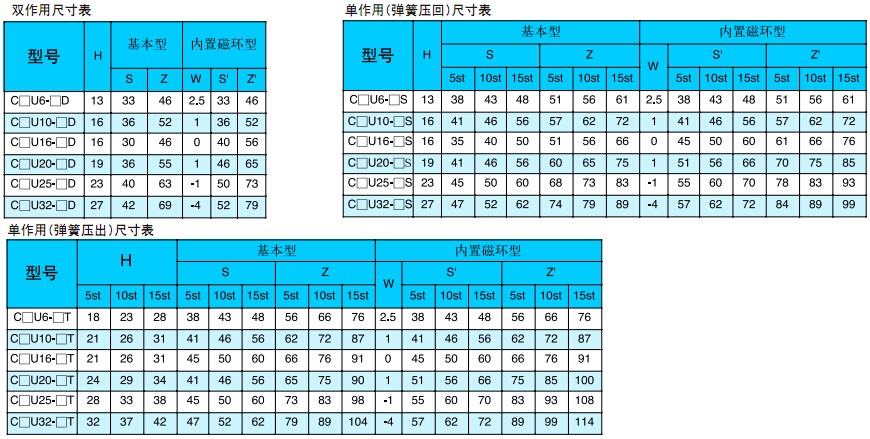 双作用尺寸表
型号 H 基本型 内置磁环型
S Z W S' Z'
C□U6-□D 13 33 46 2.5 33 46
C□U10-□D 16 36 52 1 36 52
C□U16-□D 16 30 46 0 40 56
C□U20-□D 19 36 55 1 46 65
C□U25-□D 23 40 63 -1 50 73
C□U32-□D 27 42 69 -4 52 79
单作用(弹簧压回)尺寸表
型号 H 基本型 内置磁环型
S Z W S' Z'
5st 10st 15st 5st 10st 15st 5st 10st 15st 5st 10st 15st
C□U6-□S 13 38 43 48 51 56 61 2.5 38 43 48 51 56 61
C□U10-□S 16 41 46 56 57 62 72 1 41 46 56 57 62 72
C□U16-□S 16 35 40 50 51 56 66 0 45 50 60 61 66 76
C□U20-□S 19 41 46 56 60 65 75 1 51 56 66 70 75 85
C□U25-□S 23 45 50 60 68 73 83 -1 55 60 70 78 83 93
C□U32-□S 27 47 52 62 74 79 89 -4 57 62 72 84 89 99
单作用(弹簧压出)尺寸表
型号 H 基本型 内置磁环型
S Z W S' Z'
5st 10st 15st 5st 10st 15st 5st 10st 15st 5st 10st 15st 5st 10st 15st
C□U6-□T 18 23 28 38 43 48 56 66 76 2.5 38 43 48 56 66 76
C□U10-□T 21 26 31 41 46 56 62 72 87 1 41 46 56 62 72 87
C□U16-□T 21 26 31 45 50 60 66 76 91 0 45 50 60 66 76 91
C□U20-□T 24 29 34 41 46 56 65 75 90 1 51 56 66 75 85 100
C□U25-□T 28 33 38 45 50 60 73 83 98 -1 55 60 70 83 93 108
C□U32-□T 32 37 42 47 52 62 79 89 104 -4 57 62 72 89 99 114